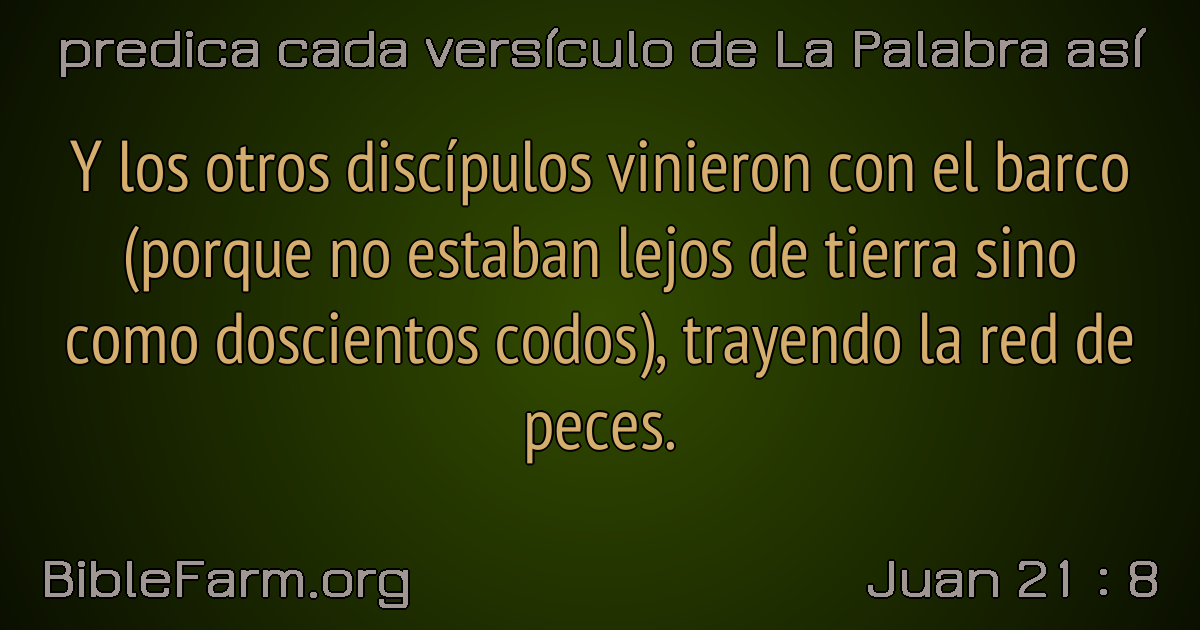 predica cada versículo de La Palabra así
Y los otros discípulos vinieron con el barco
(porque no estaban lejos de tierra sino
como doscientos codos), trayendo la red de
peces.
BibleFarm.org
Juan 21 : 8